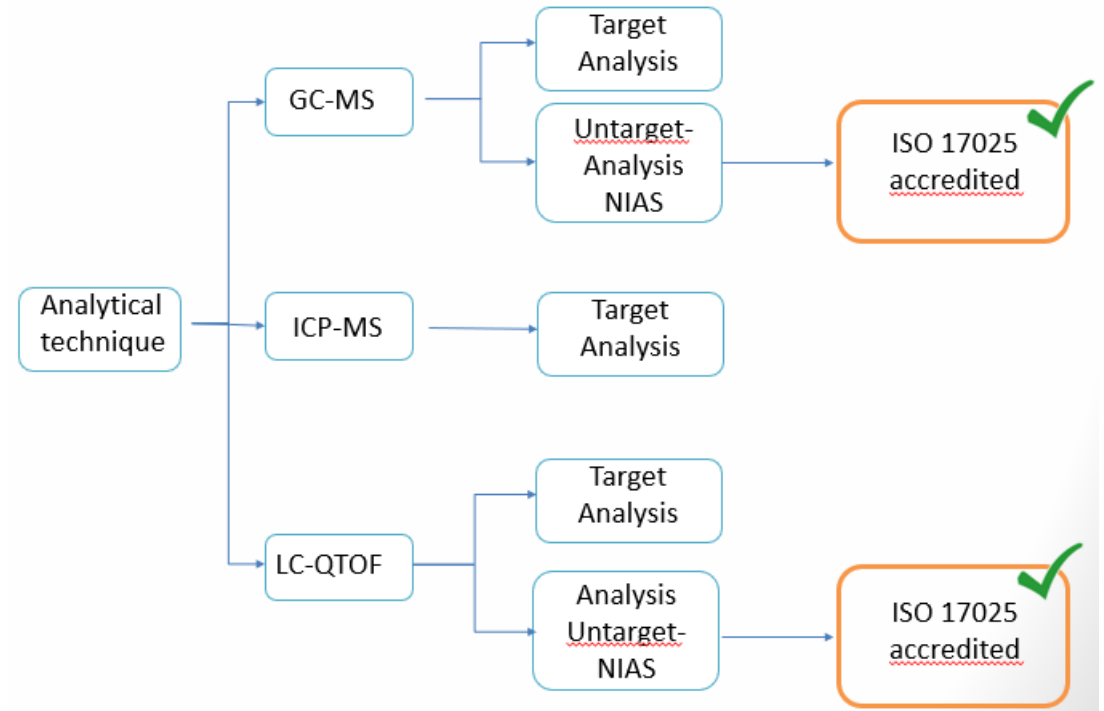 Target
Analysis
GC-MS
Untarget-
Analysis
NIAS
ISO 17025
accredited
Analytical
technique
ICP-MS
Target
Analysis
Target
Analysis
LC-QTOF
Analysis
Untarget-
NIAS
ISO 17025
accredited